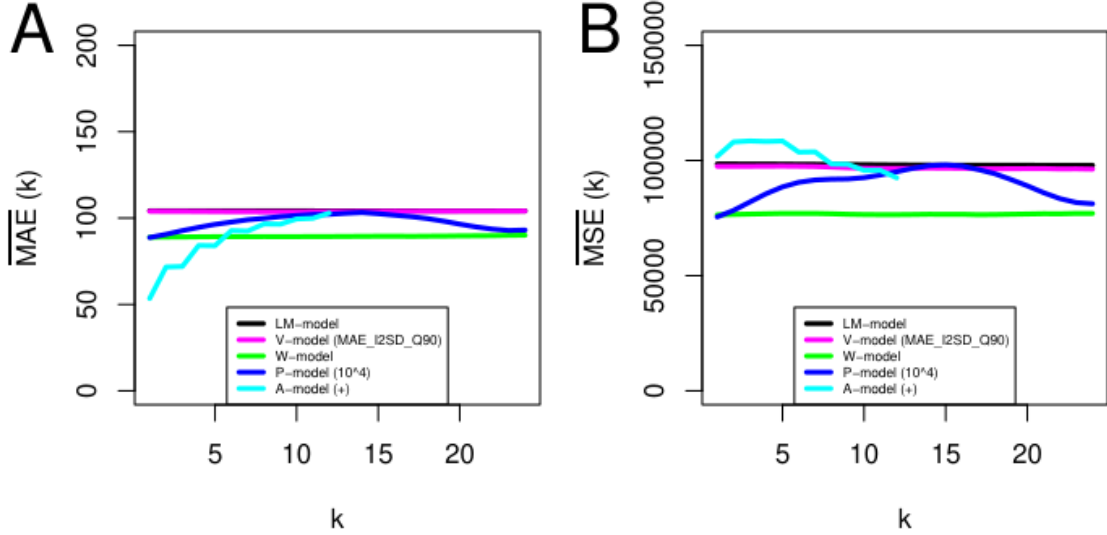 A
200
150
100
50
0
MAE (k)
LM−model
V−model (MAE_I2SD_Q90)
W−model
P−model (10^4)
A−model (+)
5 10 15 20
k
B
150000
100000
50000
0
MSE (k)
LM−model
V−model (MAE_I2SD_Q90)
W−model
P−model (10^4)
A−model (+)
5 10 15 20
k